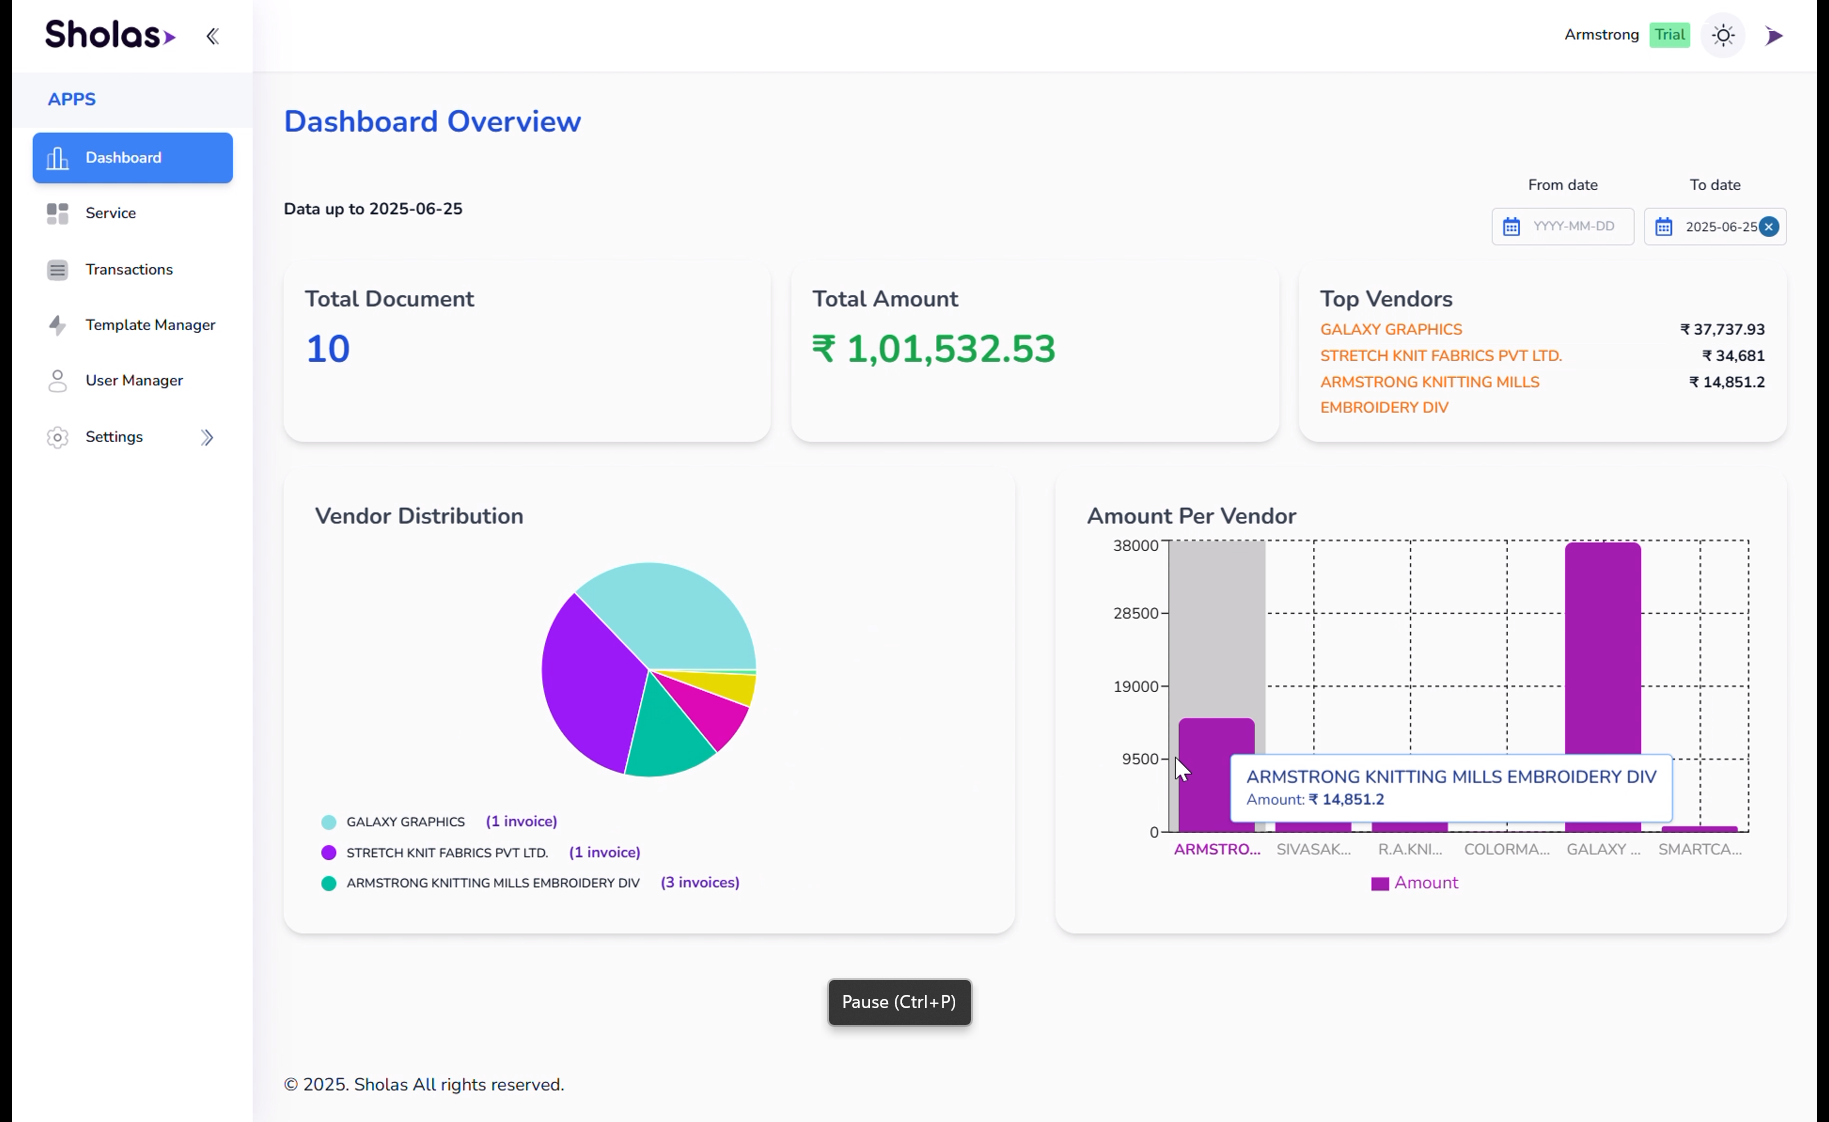 Sholas
Armstrong Trial
APPS
Dashboard
Service
Transactions
Template Manager
User Manager
Settings
Dashboard Overview
Data up to 2025-06-25
From date
To date
YYYY-MM-DD
2025-06-25
Total Document
10
Total Amount
₹ 1,01,532.53
Top Vendors
GALAXY GRAPHICS ₹ 37,737.93
STRETCH KNIT FABRICS PVT LTD. ₹ 34,681
ARMSTRONG KNITTING MILLS ₹ 14,851.2
EMBROIDERY DIV
Vendor Distribution
GALAXY GRAPHICS (1 invoice)
STRETCH KNIT FABRICS PVT LTD. (1 invoice)
ARMSTRONG KNITTING MILLS EMBROIDERY DIV (3 invoices)
Amount Per Vendor
38000
28500
19000
9500
0
ARMSTRONG KNITTING MILLS EMBROIDERY DIV
Amount: ₹ 14,851.2
ARMSTRO... SIVASAK... R.A.KNI... COLORMA... GALAXY ... SMARTCA...
Amount
Pause (Ctrl+P)
© 2025. Sholas All rights reserved.